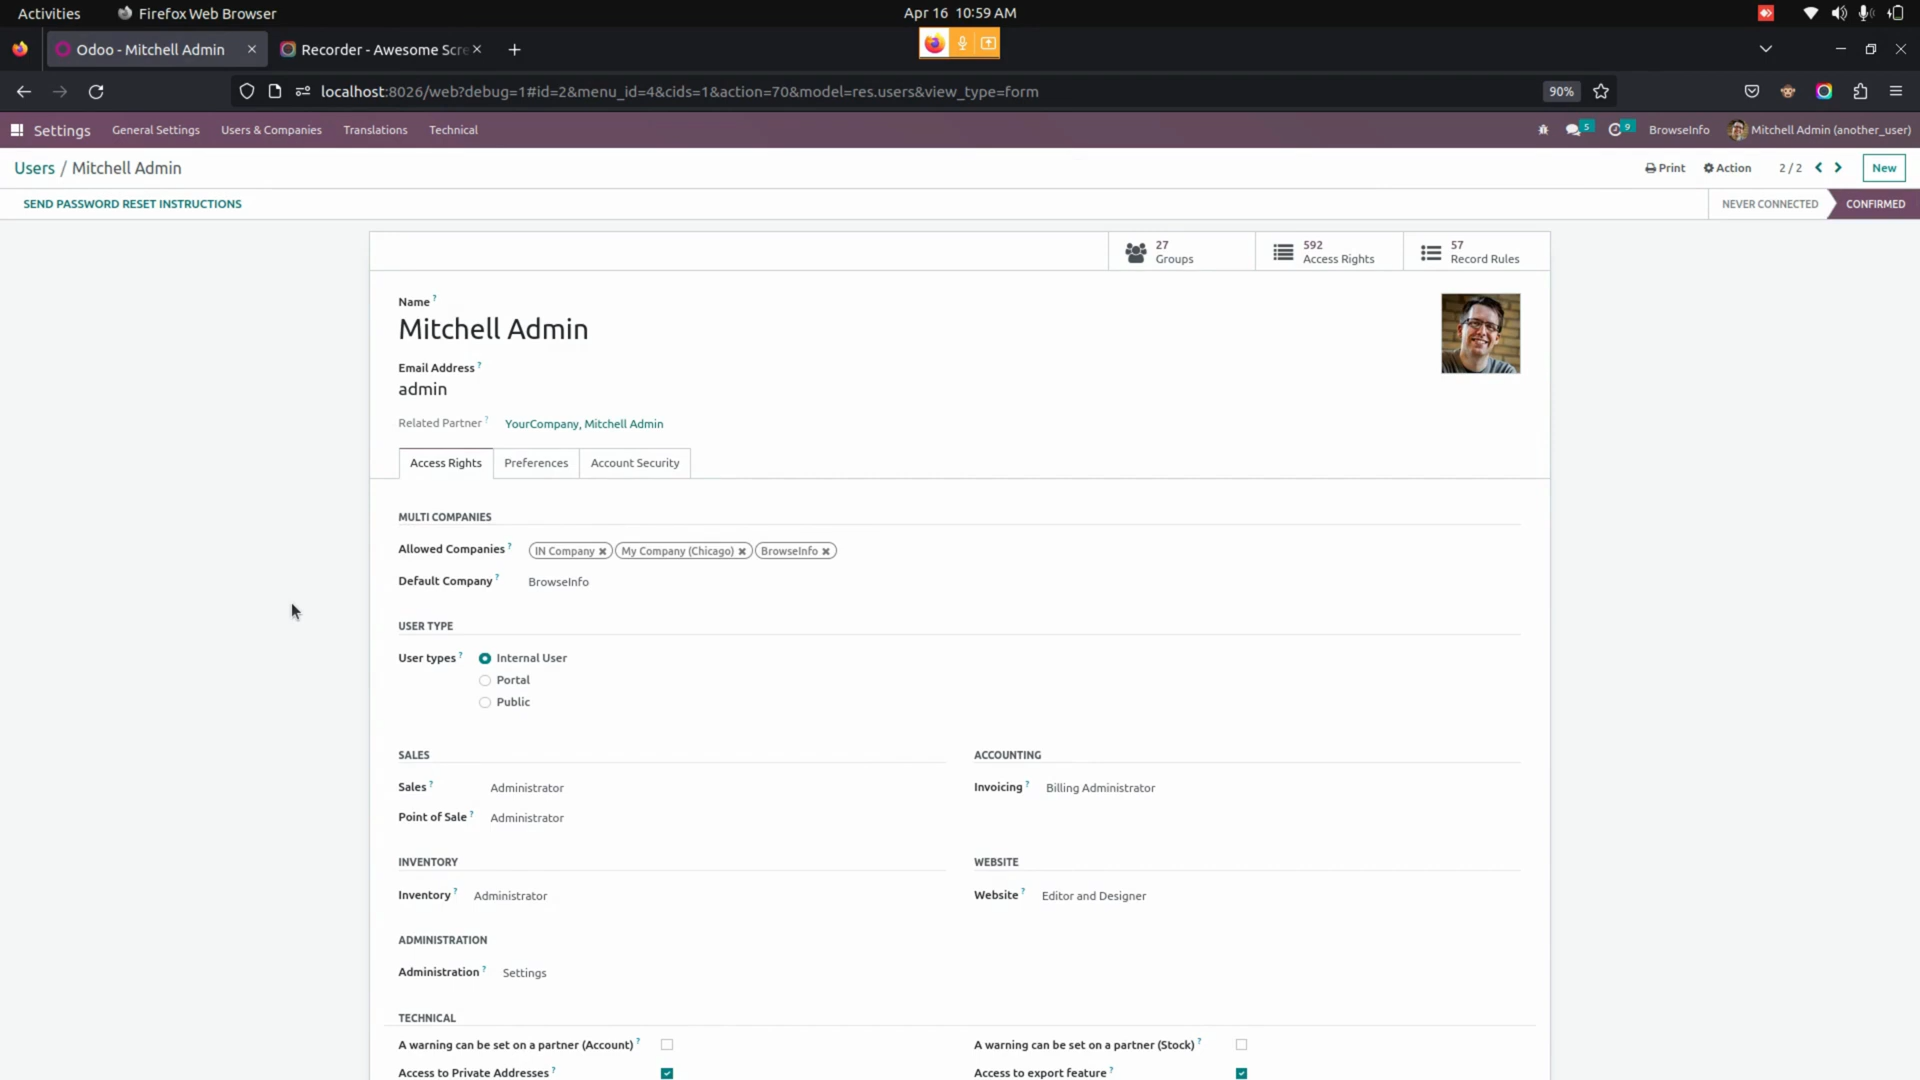 Activities
Firefox Web Browser
Apr 16 10:59 AM
Odoo - Mitchell Admin
Recorder - Awesome Scre
localhost:8026/web?debug=1#id=2&menu_id=4&cids=1&action=70&model=res.users&view_type=form
90%
Settings
General Settings
Users & Companies
Translations
Technical
5
9
BrowseInfo
Mitchell Admin (another_user)
Users / Mitchell Admin
Print
Action
2 / 2
New
SEND PASSWORD RESET INSTRUCTIONS
NEVER CONNECTED
CONFIRMED
27
Groups
592
Access Rights
57
Record Rules
Name ?
Mitchell Admin
Email Address ?
admin
Related Partner ?
YourCompany, Mitchell Admin
Access Rights
Preferences
Account Security
MULTI COMPANIES
Allowed Companies ?
IN Company
My Company (Chicago)
BrowseInfo
Default Company ?
BrowseInfo
USER TYPE
User types ?
Internal User
Portal
Public
SALES
ACCOUNTING
Sales ?
Administrator
Invoicing ?
Billing Administrator
Point of Sale ?
Administrator
INVENTORY
WEBSITE
Inventory ?
Administrator
Website ?
Editor and Designer
ADMINISTRATION
Administration ?
Settings
TECHNICAL
A warning can be set on a partner (Account) ?
A warning can be set on a partner (Stock) ?
Access to Private Addresses ?
Access to export feature ?